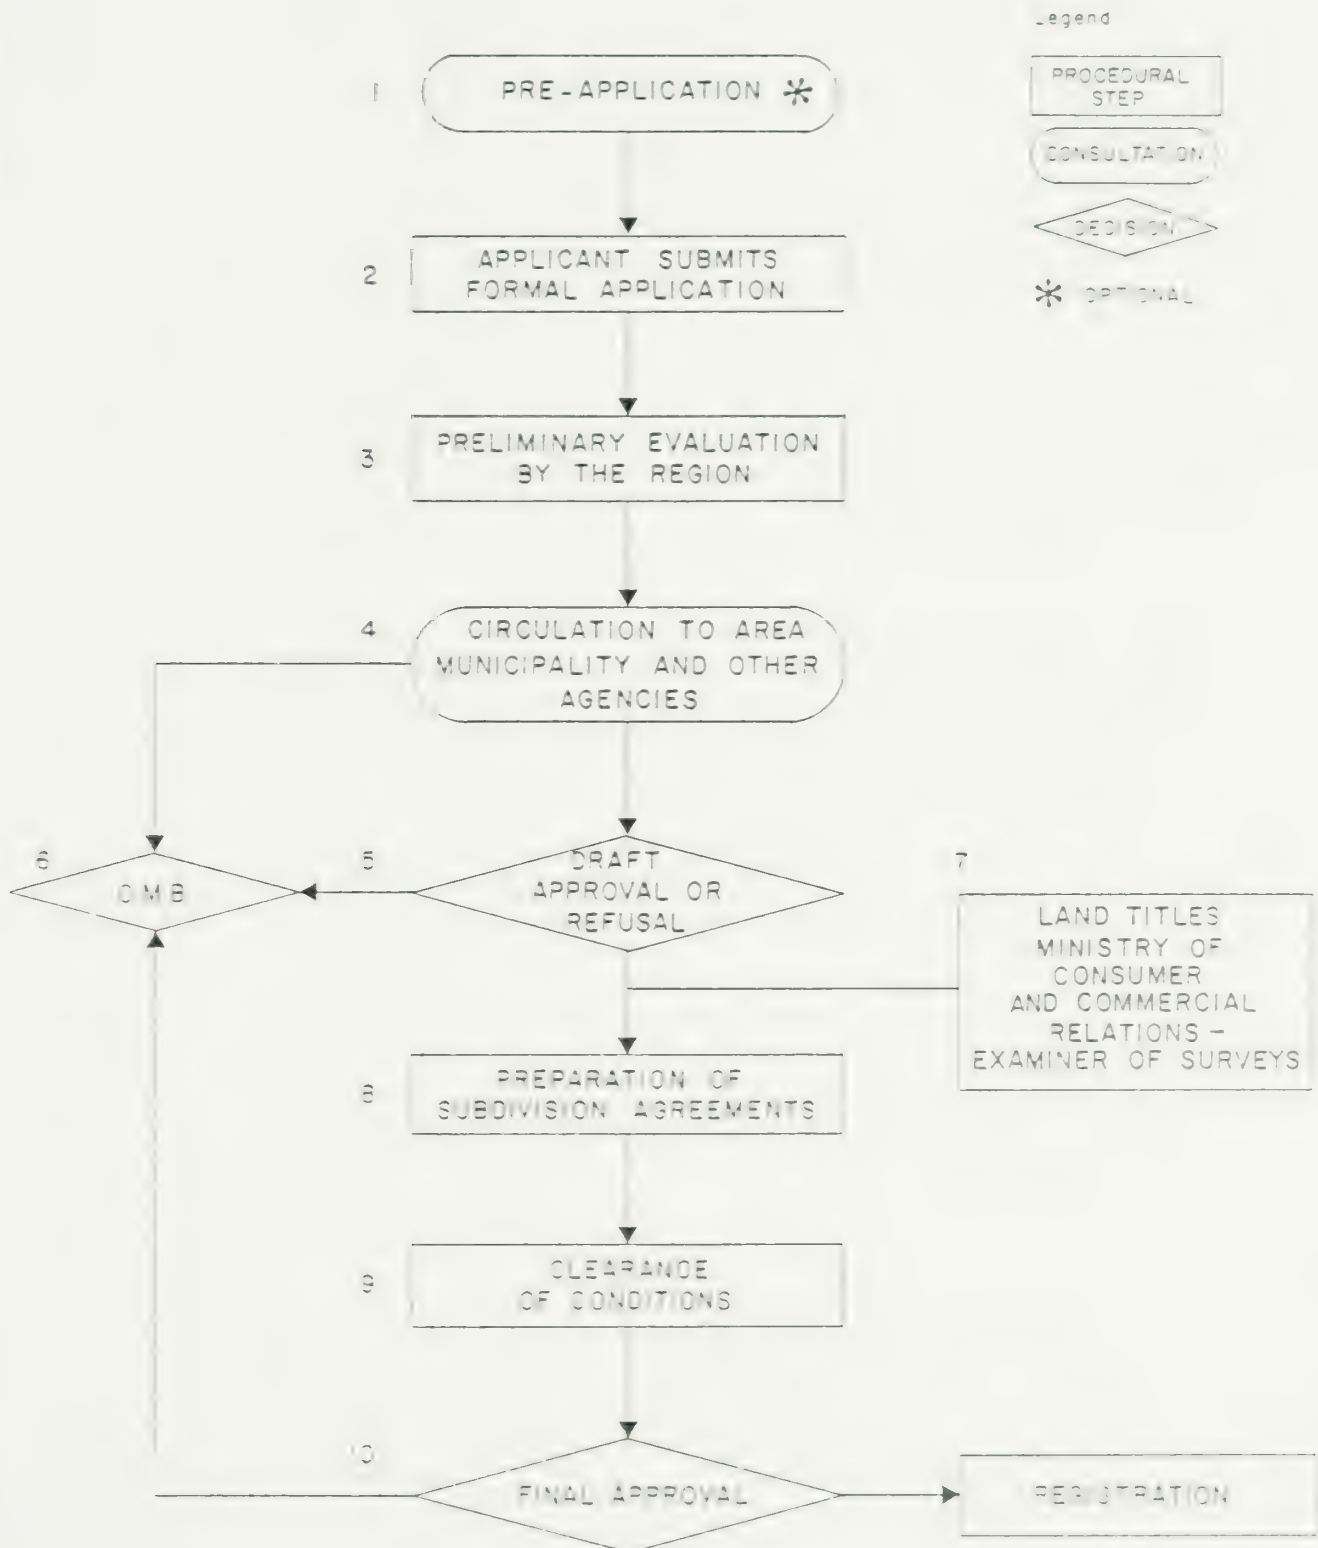 Legend
PROCEDURAL
STEP
CONSULTATION
DECISION
* OPTIONAL
1
PRE-APPLICATION *
2
APPLICANT SUBMITS
FORMAL APPLICATION
3
PRELIMINARY EVALUATION
BY THE REGION
4
CIRCULATION TO AREA
MUNICIPALITY AND OTHER
AGENCIES
5
DRAFT
APPROVAL OR
REFUSAL
6
O M B
7
LAND TITLES
MINISTRY OF
CONSUMER
AND COMMERCIAL
RELATIONS -
EXAMINER OF SURVEYS
8
PREPARATION OF
SUBDIVISION AGREEMENTS
9
CLEARANCE
OF CONDITIONS
10
FINAL APPROVAL
REGISTRATION